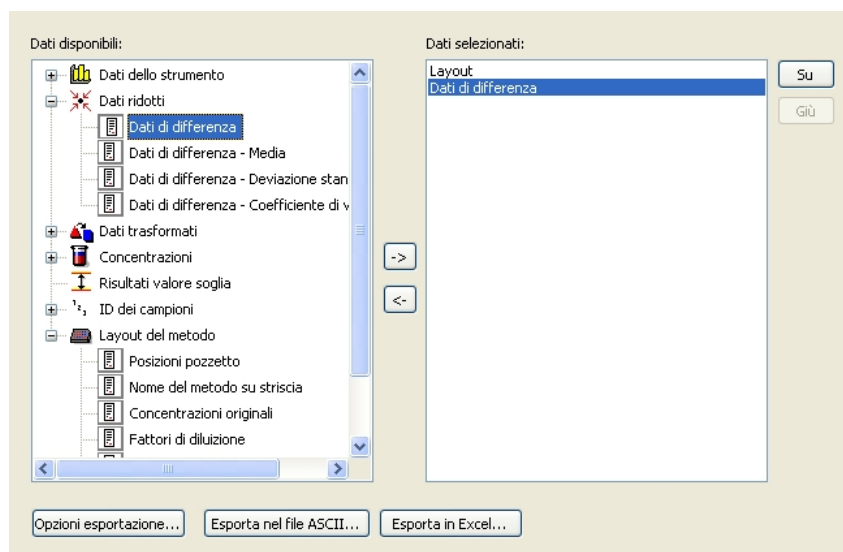 Dati disponibili:
Dati dello strumento
Dati ridotti
Dati di differenza
Dati di differenza - Media
Dati di differenza - Deviazione stan
Dati di differenza - Coefficiente di v
Dati trasformati
Concentrazioni
Risultati valore soglia
ID dei campioni
Layout del metodo
Posizioni pozzetto
Nome del metodo su striscia
Concentrazioni originali
Fattori di diluizione
->
<-
Dati selezionati:
Layout
Dati di differenza
Su
Giù
Opzioni esportazione...
Esporta nel file ASCII...
Esporta in Excel...